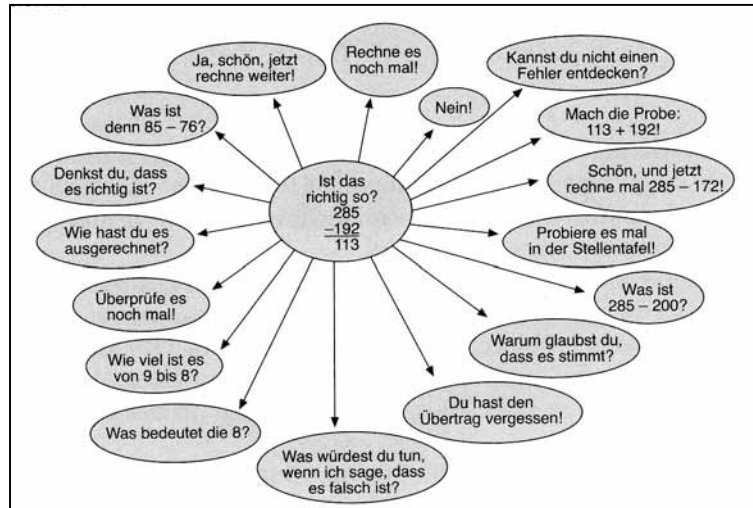 Ist das
richtig so?
285
–192
113
Rechne es
noch mal!
Nein!
Kannst du nicht einen
Fehler entdecken?
Mach die Probe:
113 + 192!
Schön, und jetzt
rechne mal 285 – 172!
Probiere es mal
in der Stellentafel!
Was ist
285 – 200?
Warum glaubst du,
dass es stimmt?
Du hast den
Übertrag vergessen!
Was würdest du tun,
wenn ich sage, dass
es falsch ist?
Was bedeutet die 8?
Wie viel ist es
von 9 bis 8?
Überprüfe es
noch mal!
Wie hast du es
ausgerechnet?
Denkst du, dass
es richtig ist?
Was ist
denn 85 – 76?
Ja, schön, jetzt
rechne weiter!